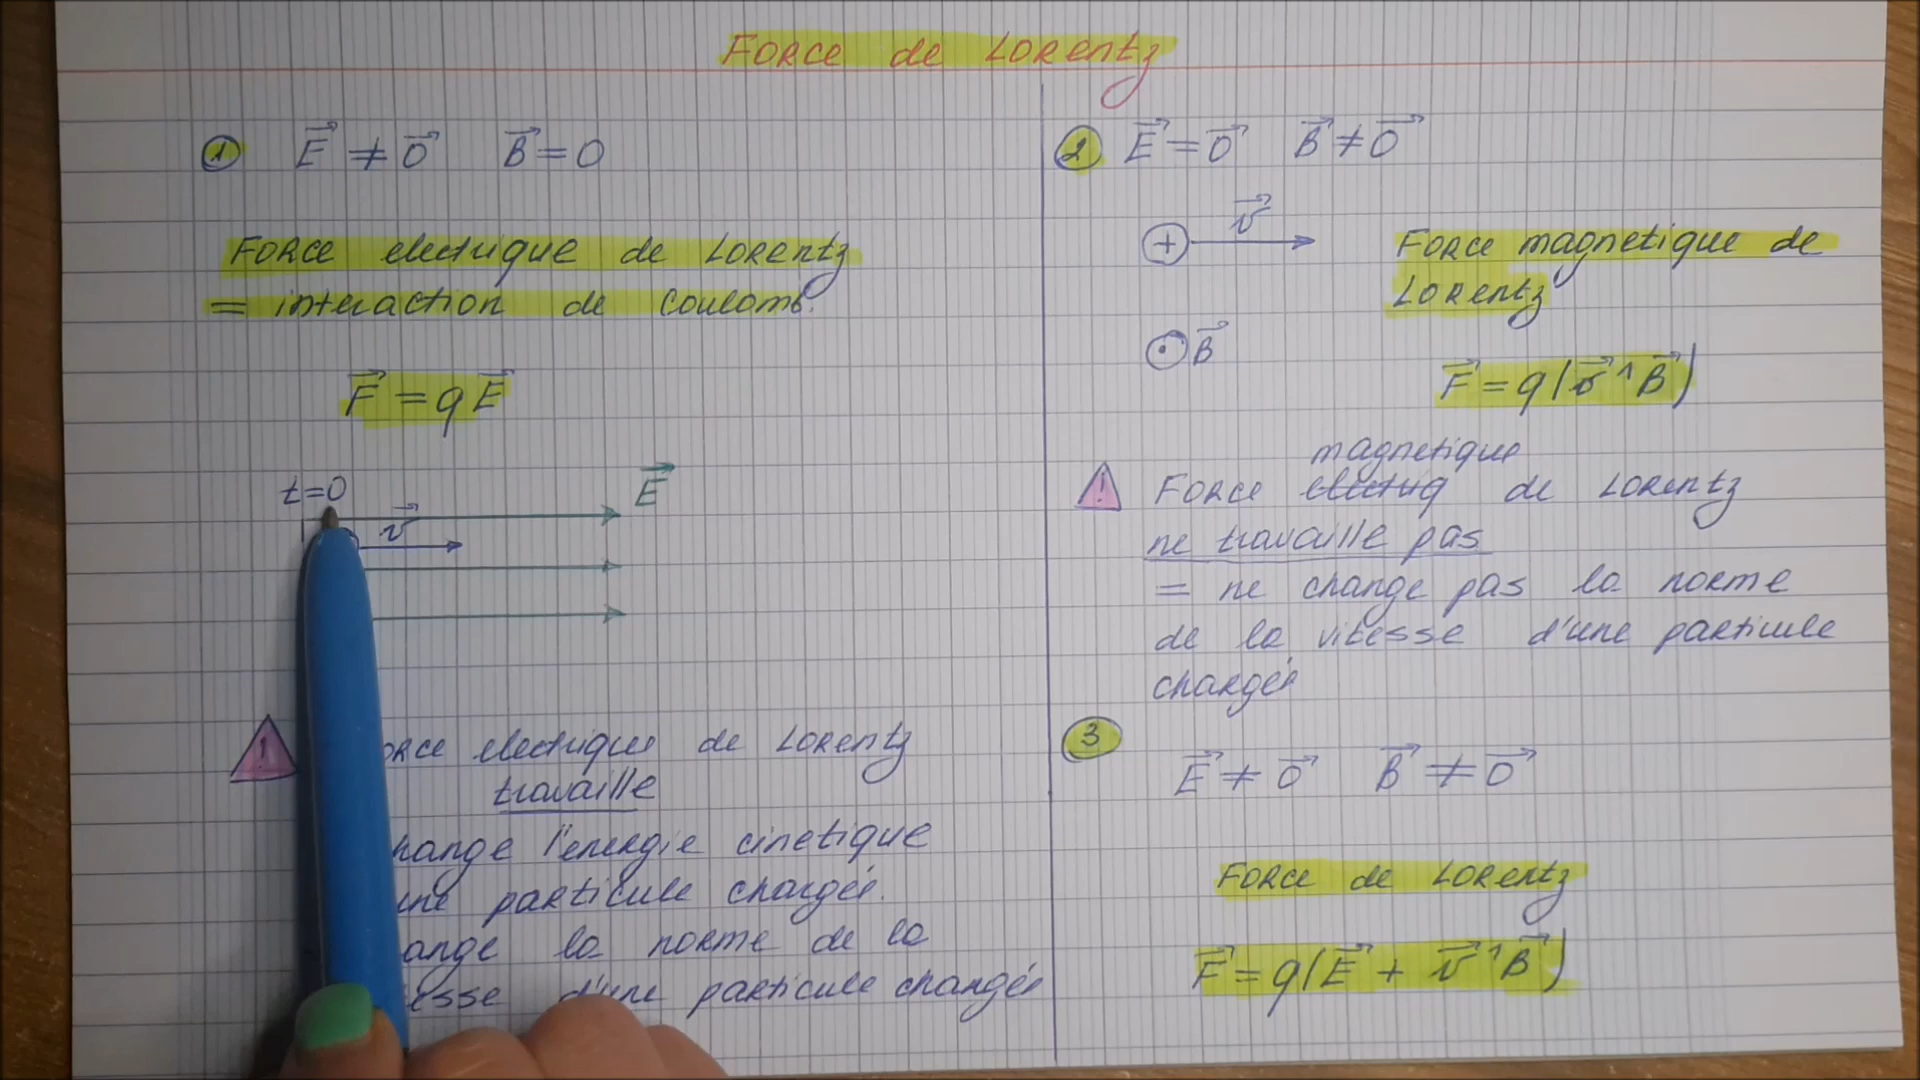 Force de Lorentz
1 E⃗ ≠ 0⃗ B⃗ = 0
Force electrique de Lorentz
= interaction de Coulomb.
F⃗ = qE⃗
t=0
E⃗
v⃗
! electrique de Lorentz
travaille
l'energie cinetique
particule chargée.
la norme de la
d'une particule chargée
2 E⃗ = 0⃗ B⃗ ≠ 0⃗
v⃗
+
Force magnetique de
Lorentz
B⃗
F⃗ = q(v⃗ ^ B⃗)
magnetique
! Force de Lorentz
ne travaille pas
= ne change pas la norme
de la vitesse d'une particule
chargée
3
E⃗ ≠ 0⃗ B⃗ ≠ 0⃗
Force de Lorentz
F⃗ = q(E⃗ + v⃗ ^ B⃗)